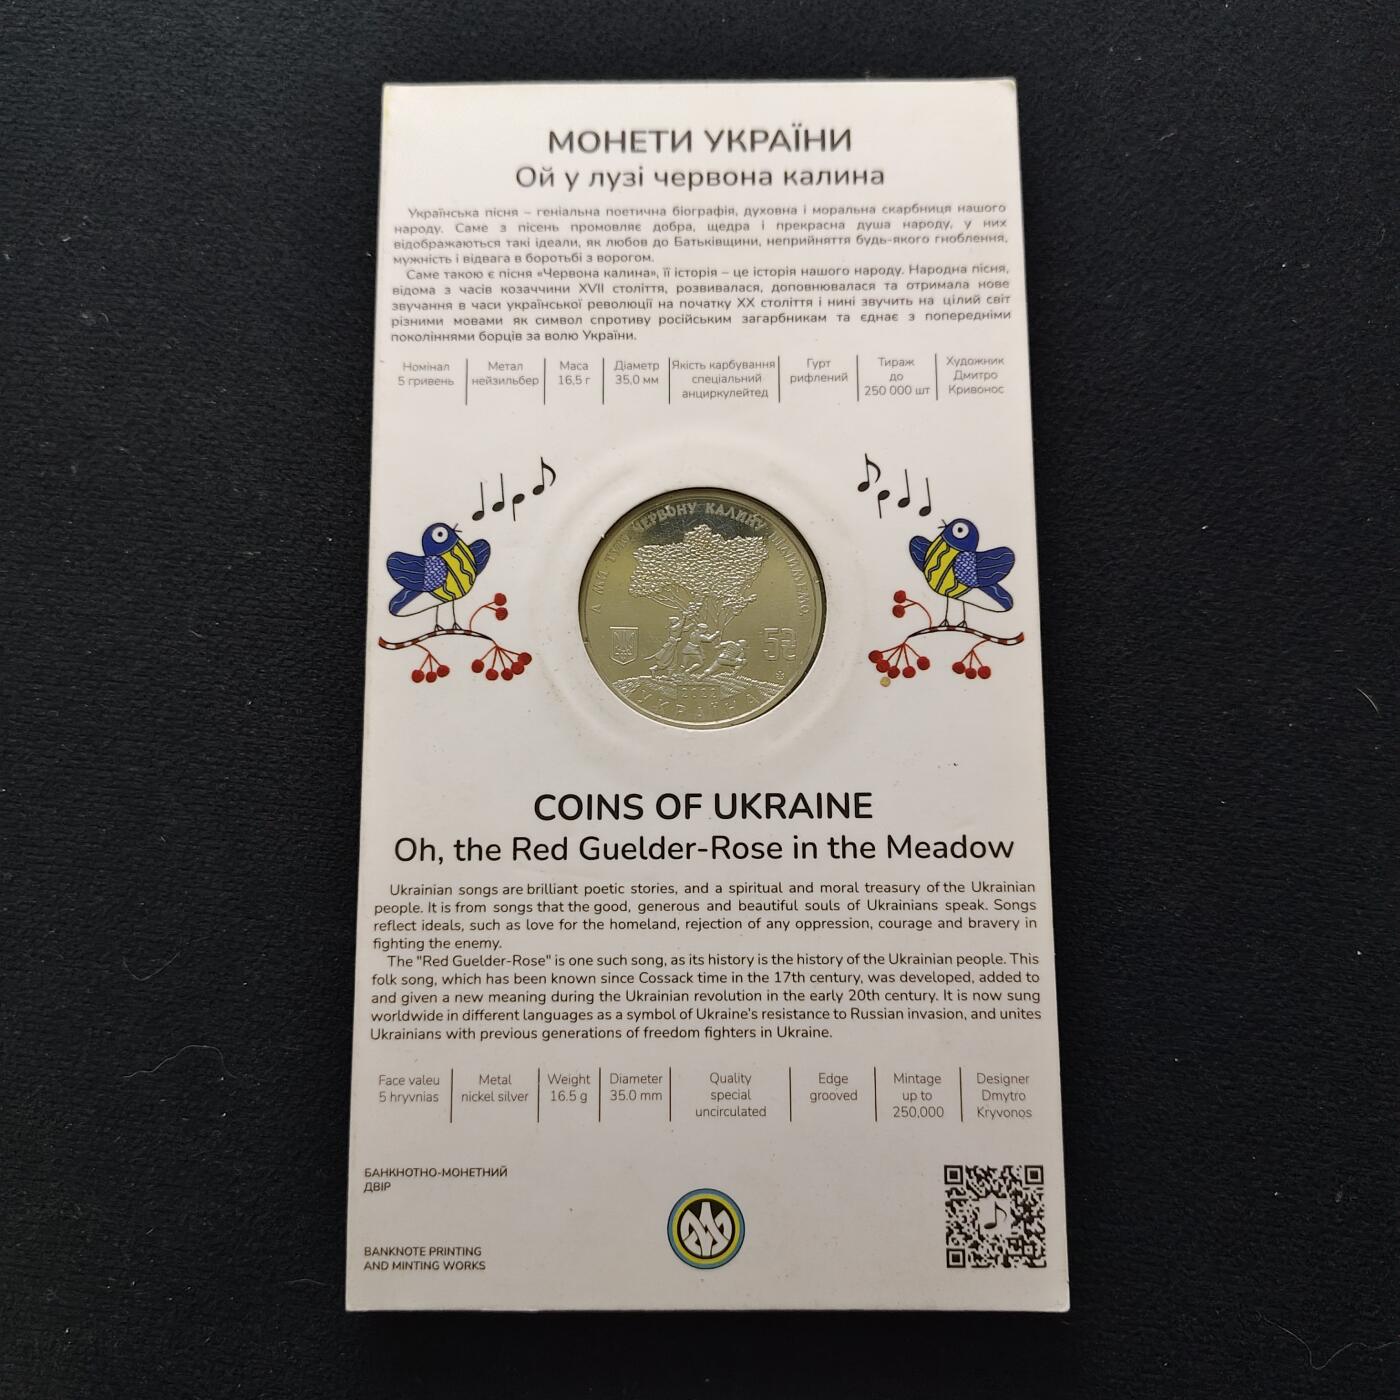 МОНЕТИ УКРАЇНИ
Ой у лузі червона калина
Українська пісня – геніальна поетична біографія, духовна і моральна скарбниця нашого
народу. Саме з пісень промовляє добра, щедра і прекрасна душа народу, у них
відображаються такі ідеали, як любов до Батьківщини, неприйняття будь-якого гноблення,
мужність і відвага в боротьбі з ворогом.
Саме такою є пісня «Червона калина», її історія – це історія нашого народу. Народна пісня,
відома з часів козаччини XVII століття, розвивалася, доповнювалася та отримала нове
звучання в часи української революції на початку XX століття і нині звучить на цілий світ
різними мовами як символ спротиву російським загарбникам та єднає з попередніми
поколіннями борців за волю України.
Номінал
5 гривень
Метал
нейзильбер
Маса
16,5 г
Діаметр
35,0 мм
Якість карбування
спеціальний
анциркулейтед
Гурт
рифлений
Тираж
до
250 000 шт
Художник
Дмитро
Кривонос
А МИ ТУЮ ЧЕРВОНУ КАЛИНУ ПІДІЙМЕМО
5₴
2022
УКРАЇНА
COINS OF UKRAINE
Oh, the Red Guelder-Rose in the Meadow
Ukrainian songs are brilliant poetic stories, and a spiritual and moral treasury of the Ukrainian
people. It is from songs that the good, generous and beautiful souls of Ukrainians speak. Songs
reflect ideals, such as love for the homeland, rejection of any oppression, courage and bravery in
fighting the enemy.
The "Red Guelder-Rose" is one such song, as its history is the history of the Ukrainian people. This
folk song, which has been known since Cossack time in the 17th century, was developed, added to
and given a new meaning during the Ukrainian revolution in the early 20th century. It is now sung
worldwide in different languages as a symbol of Ukraine's resistance to Russian invasion, and unites
Ukrainians with previous generations of freedom fighters in Ukraine.
Face valeu
5 hryvnias
Metal
nickel silver
Weight
16.5 g
Diameter
35.0 mm
Quality
special
uncirculated
Edge
grooved
Mintage
up to
250,000
Designer
Dmytro
Kryvonos
БАНКНОТНО-МОНЕТНИЙ
ДВІР
BANKNOTE PRINTING
AND MINTING WORKS